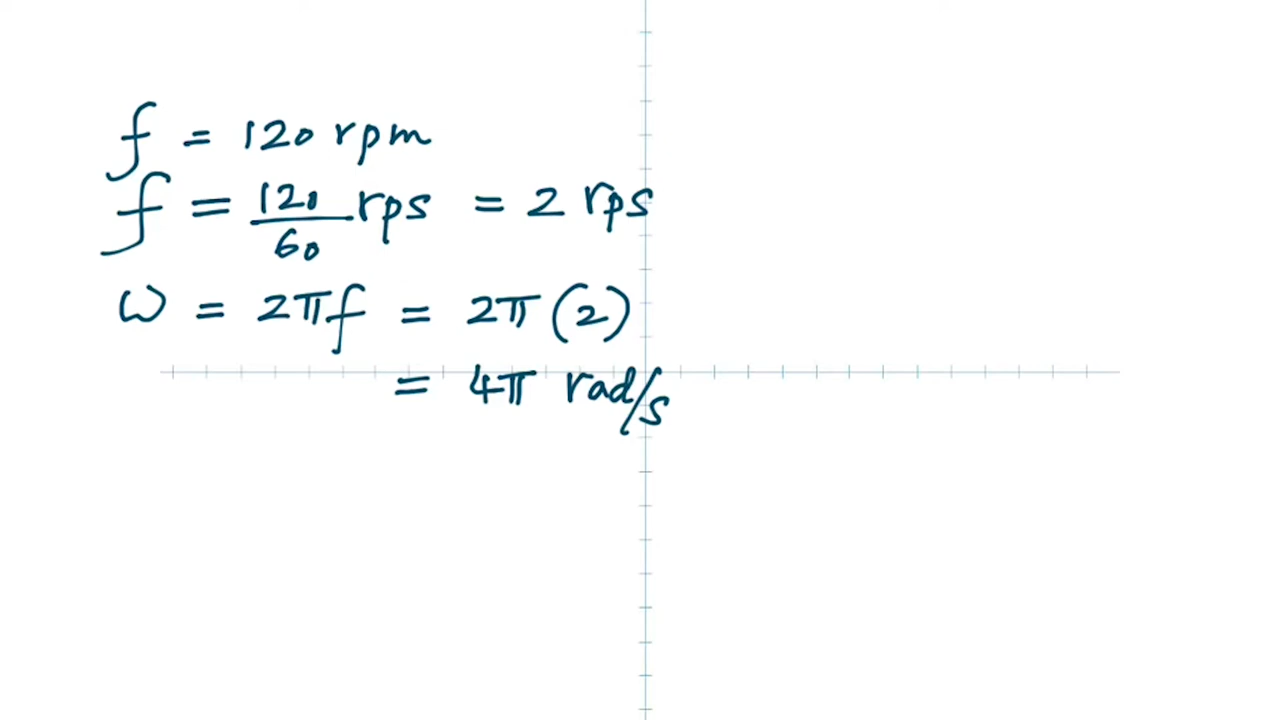 f = 120 rpm
f = 120/60 rps = 2 rps
ω = 2πf = 2π (2)
= 4π rad/s